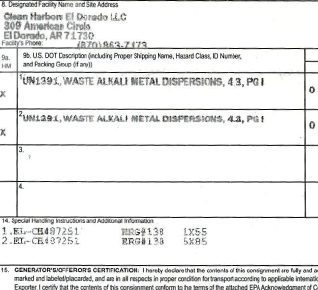 8. Designated Facility Name and Site Address
Clean Harbors El Dorado LLC
309 American Circle
El Dorado, AR 71730
Facility's Phone: (870) 863-7173
9a. HM
9b. U.S. DOT Description (including Proper Shipping Name, Hazard Class, ID Number, and Packing Group (if any))
X
1. UN1391, WASTE ALKALI METAL DISPERSIONS, 4.3, PG I
0
X
2. UN1391, WASTE ALKALI METAL DISPERSIONS, 4.3, PG I
0
3.
4.
14. Special Handling Instructions and Additional Information
1.EL-CH497251 ERG#138 1X55
2.EL-CH497251 ERG#138 5X85
15. GENERATOR'S/OFFEROR'S CERTIFICATION: I hereby declare that the contents of this consignment are fully and
marked and labeled/placarded, and are in all respects in proper condition for transport according to applicable
Exporter, I certify that the contents of this consignment conform to the terms of the attached EPA Acknowledgment of